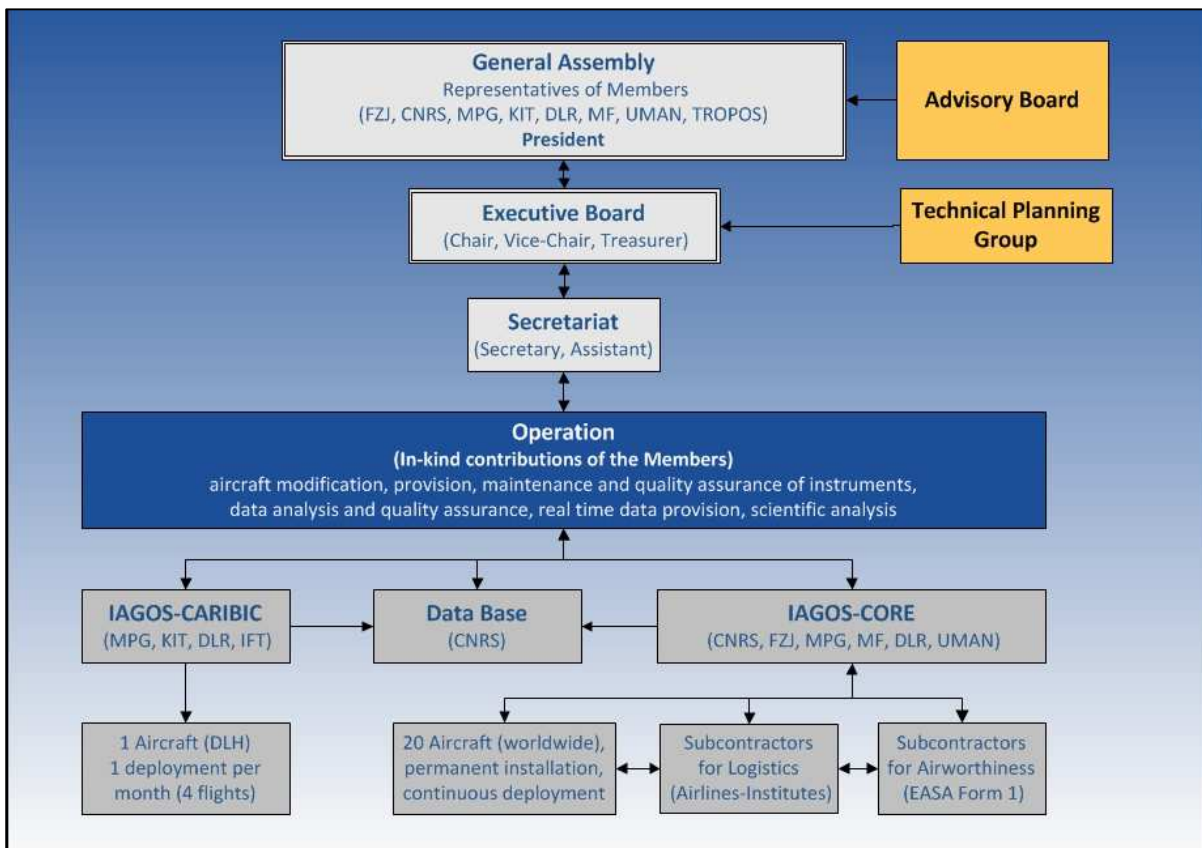 General Assembly
Representatives of Members
(FZJ, CNRS, MPG, KIT, DLR, MF, UMAN, TROPOS)
President
Advisory Board
Executive Board
(Chair, Vice-Chair, Treasurer)
Technical Planning
Group
Secretariat
(Secretary, Assistant)
Operation
(In-kind contributions of the Members)
aircraft modification, provision, maintenance and quality assurance of instruments,
data analysis and quality assurance, real time data provision, scientific analysis
IAGOS-CARIBIC
(MPG, KIT, DLR, IFT)
Data Base
(CNRS)
IAGOS-CORE
(CNRS, FZJ, MPG, MF, DLR, UMAN)
1 Aircraft (DLH)
1 deployment per
month (4 flights)
20 Aircraft (worldwide),
permanent installation,
continuous deployment
Subcontractors
for Logistics
(Airlines-Institutes)
Subcontractors
for Airworthiness
(EASA Form 1)